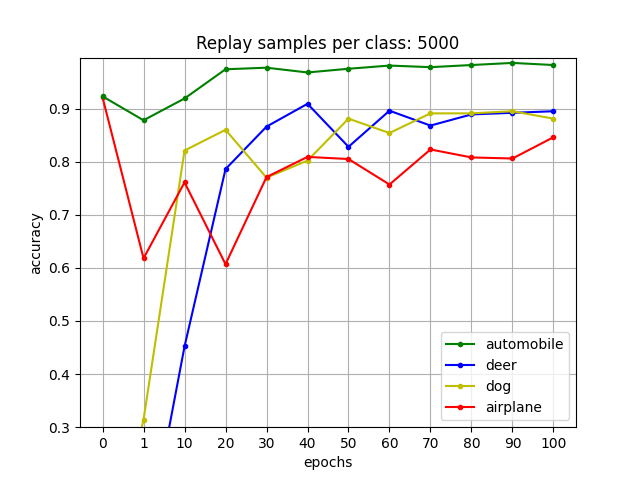 Replay samples per class: 5000
accuracy
0.9
0.8
0.7
0.6
0.5
0.4
0.3
automobile
deer
dog
airplane
0 1 10 20 30 40 50 60 70 80 90 100
epochs